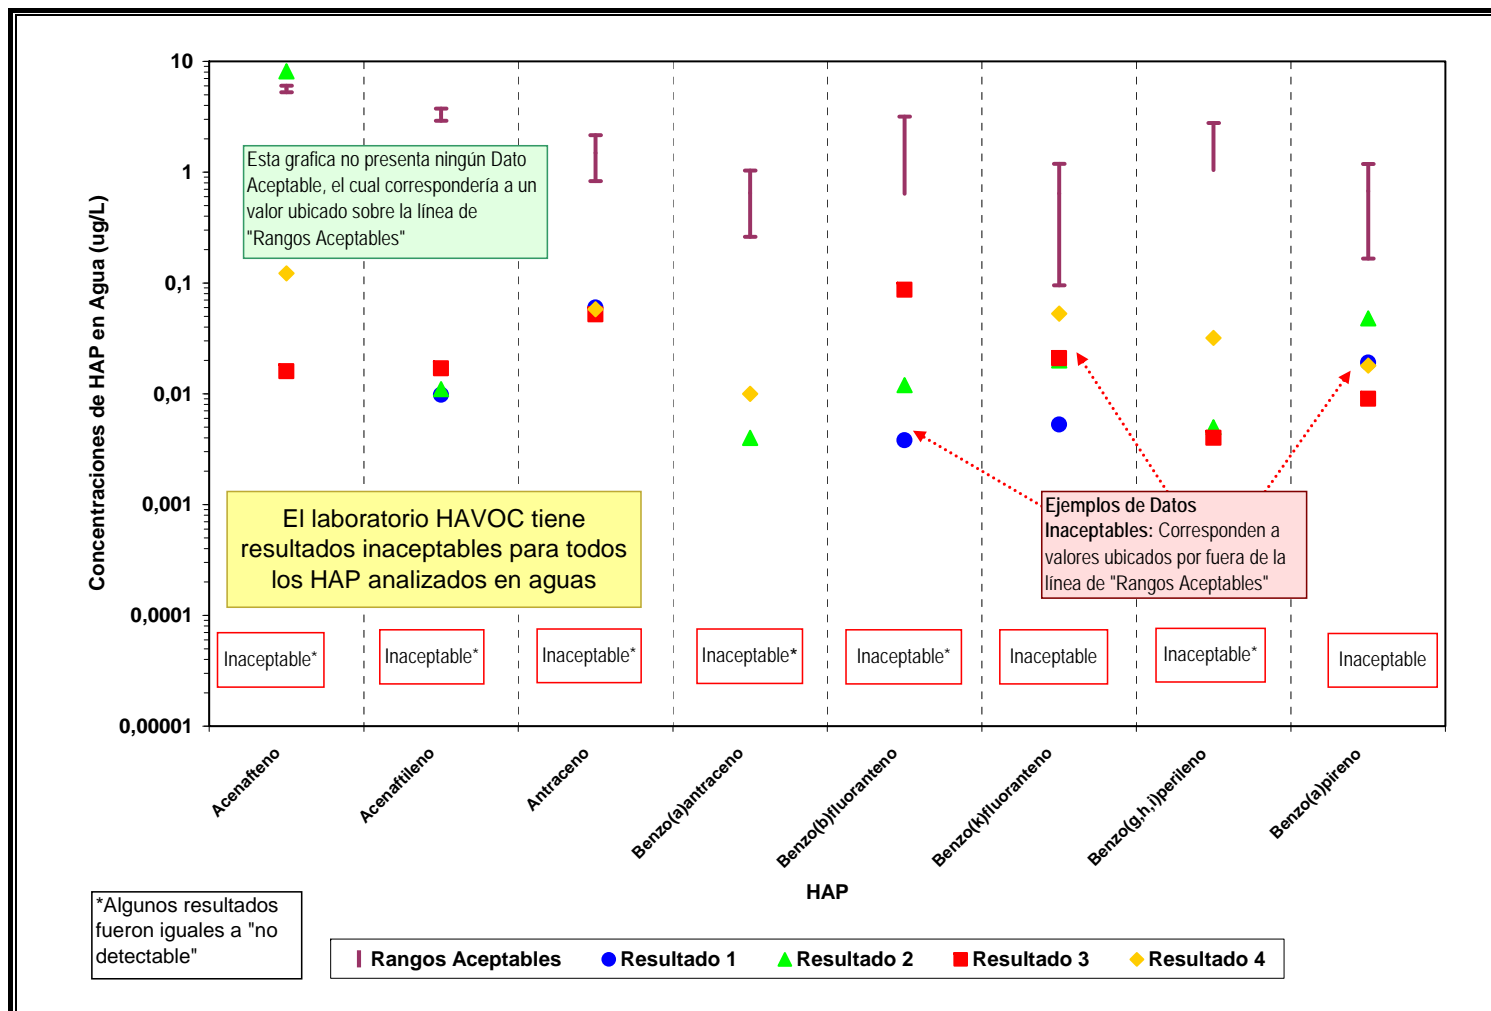 10
1
0,1
0,01
0,001
0,0001
0,00001
Concentraciones de HAP en Agua (ug/L)
Esta grafica no presenta ningún Dato
Aceptable, el cual correspondería a un
valor ubicado sobre la línea de
"Rangos Aceptables"
El laboratorio HAVOC tiene
resultados inaceptables para todos
los HAP analizados en aguas
Ejemplos de Datos
Inaceptables: Corresponden a
valores ubicados por fuera de la
línea de "Rangos Aceptables"
Inaceptable*
Inaceptable*
Inaceptable*
Inaceptable*
Inaceptable*
Inaceptable
Inaceptable*
Inaceptable
Acenafteno
Acenaftileno
Antraceno
Benzo(a)antraceno
Benzo(b)fluoranteno
Benzo(k)fluoranteno
Benzo(g,h,i)perileno
Benzo(a)pireno
HAP
*Algunos resultados
fueron iguales a "no
detectable"
Rangos Aceptables
Resultado 1
Resultado 2
Resultado 3
Resultado 4